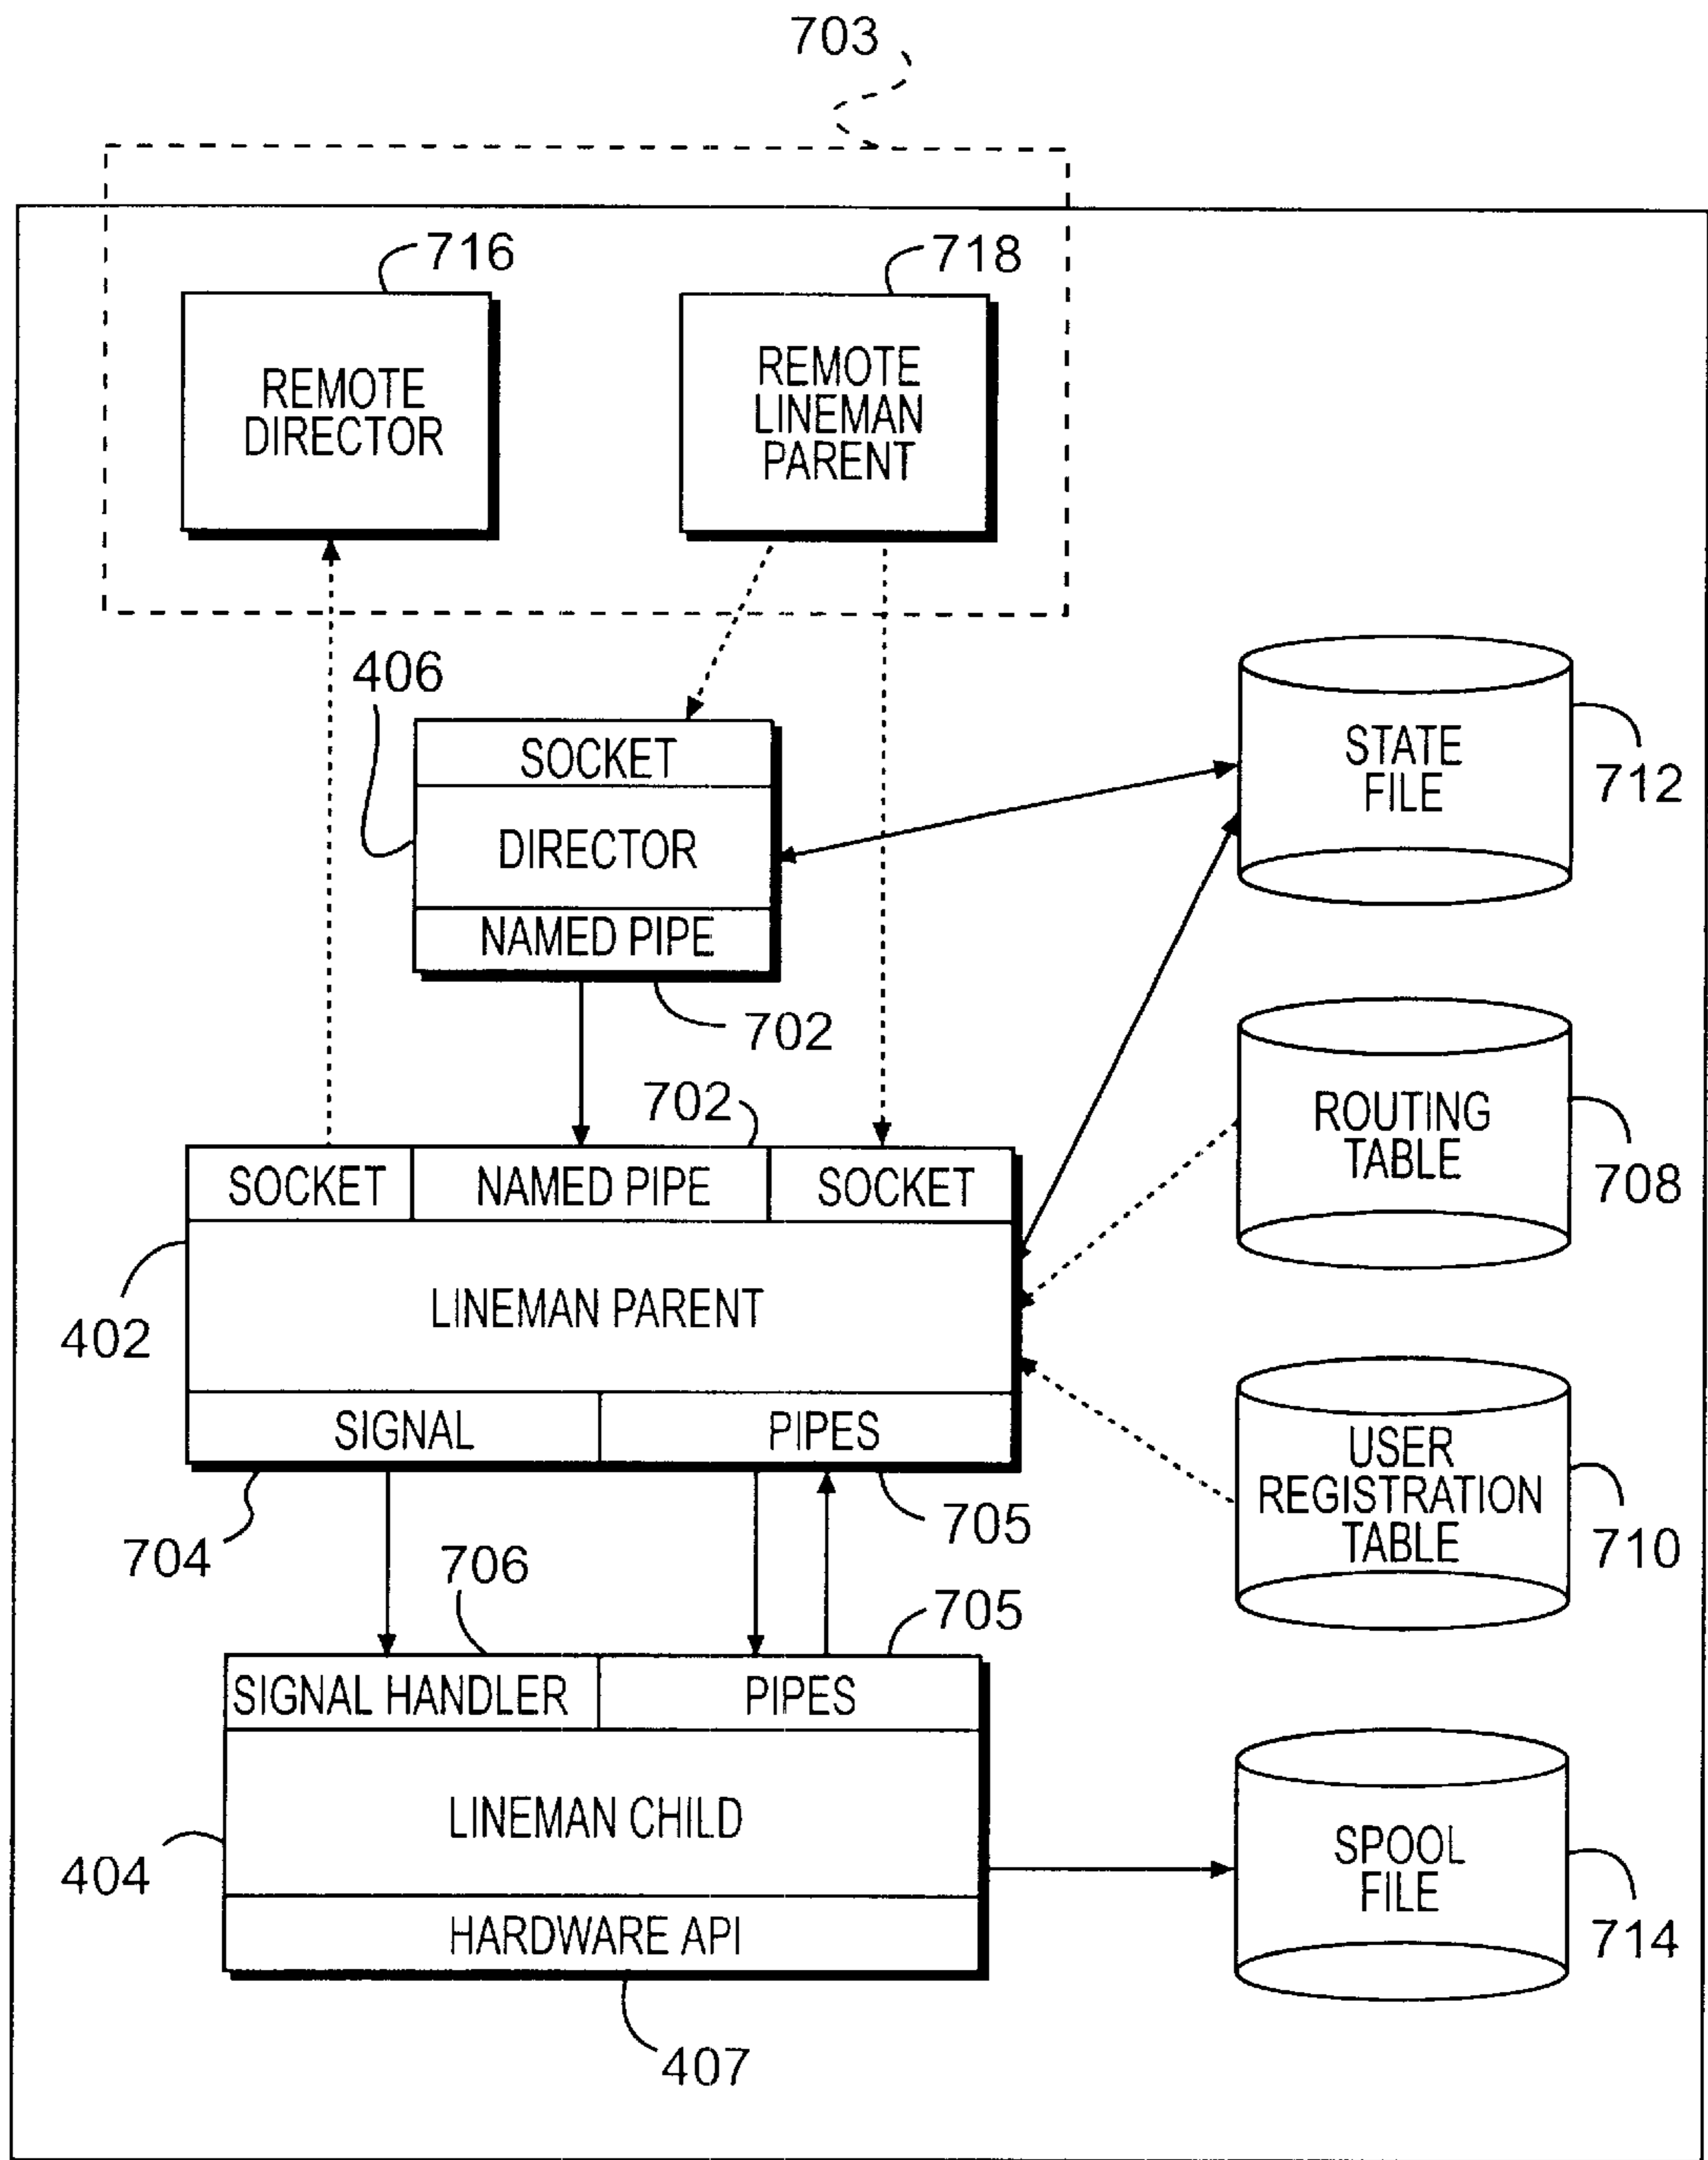 703
716
718
REMOTE
DIRECTOR
REMOTE
LINEMAN
PARENT
406
SOCKET
DIRECTOR
NAMED PIPE
702
STATE
FILE
712
702
SOCKET
NAMED PIPE
SOCKET
ROUTING
TABLE
708
402
LINEMAN PARENT
SIGNAL
PIPES
704
705
USER
REGISTRATION
TABLE
710
706
705
SIGNAL HANDLER
PIPES
LINEMAN CHILD
404
HARDWARE API
407
SPOOL
FILE
714